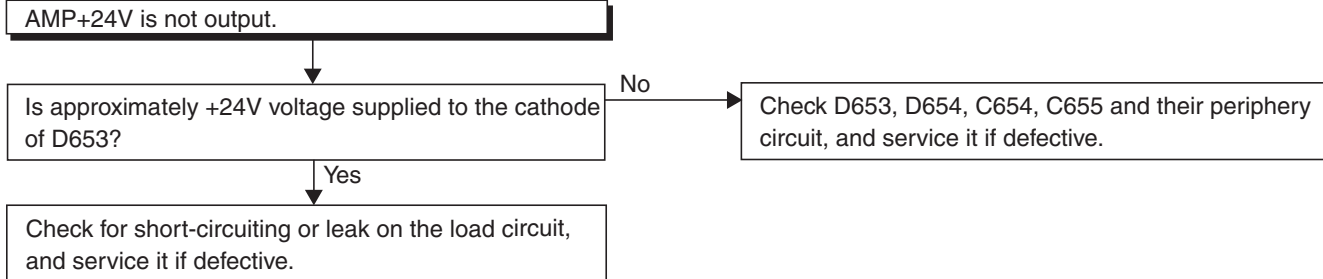 AMP+24V is not output.
Is approximately +24V voltage supplied to the cathode
of D653?
No
Check D653, D654, C654, C655 and their periphery
circuit, and service it if defective.
Yes
Check for short-circuiting or leak on the load circuit,
and service it if defective.